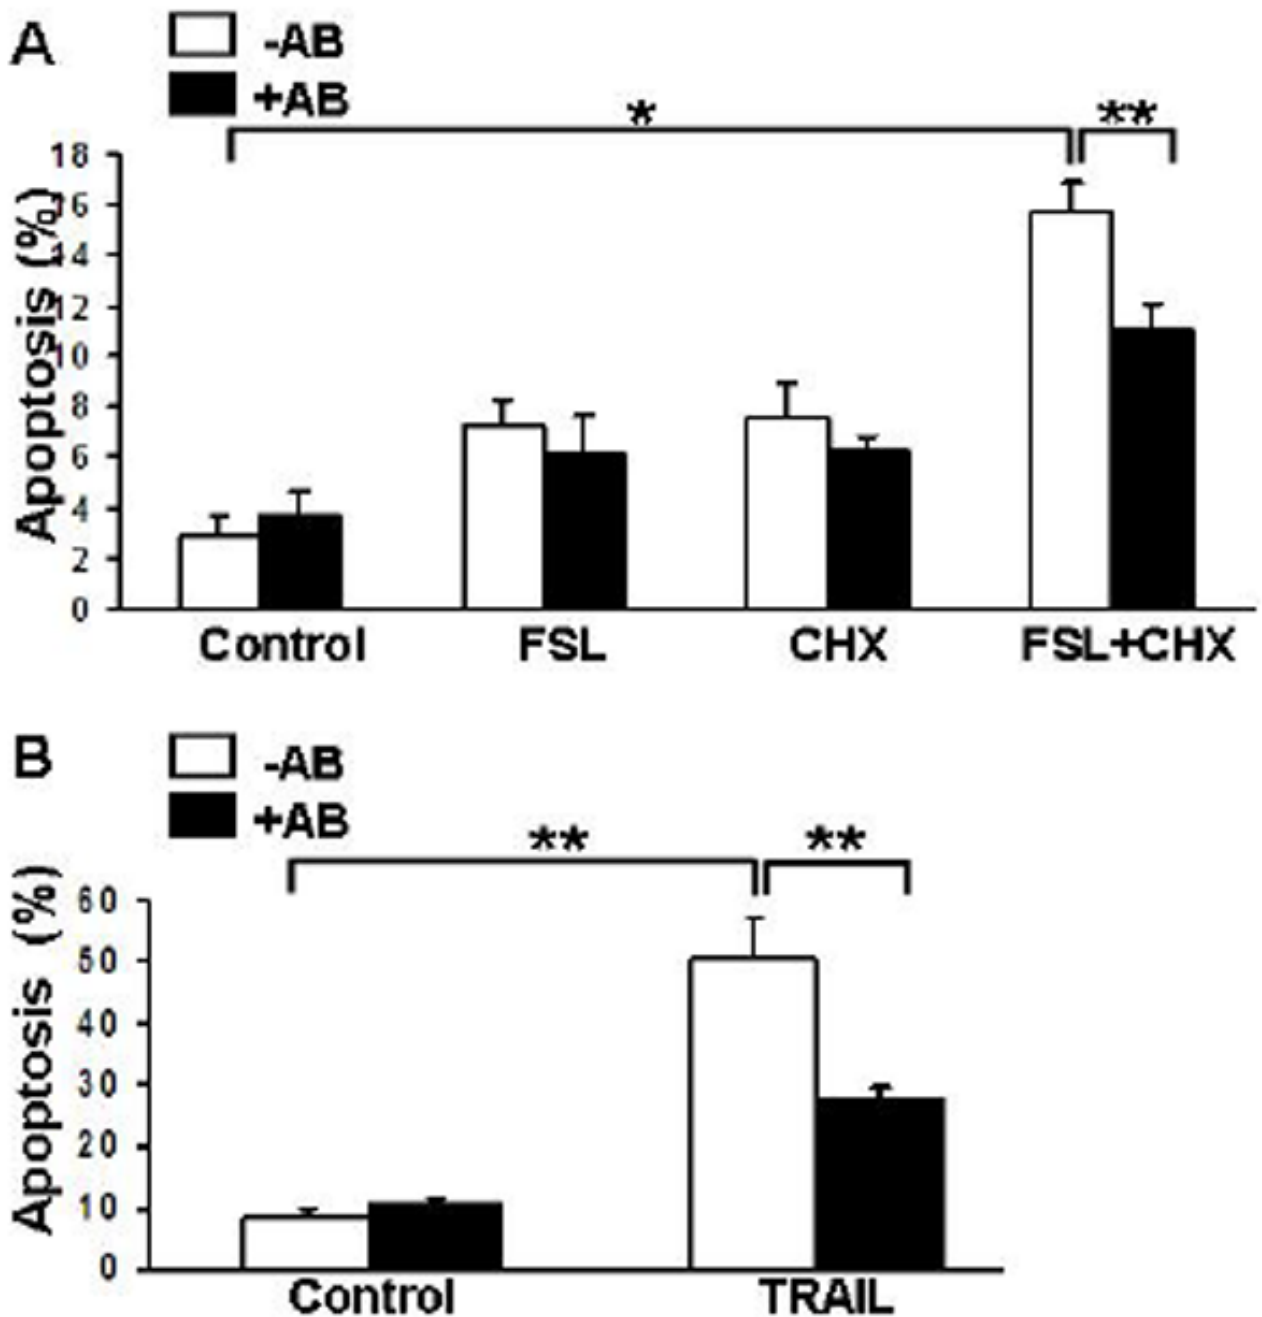 A
-AB
+AB
* **
Apoptosis (%)
18
16
14
12
10
8
6
4
2
0
Control FSL CHX FSL+CHX
B
-AB
+AB
** **
Apoptosis (%)
60
50
40
30
20
10
0
Control TRAIL